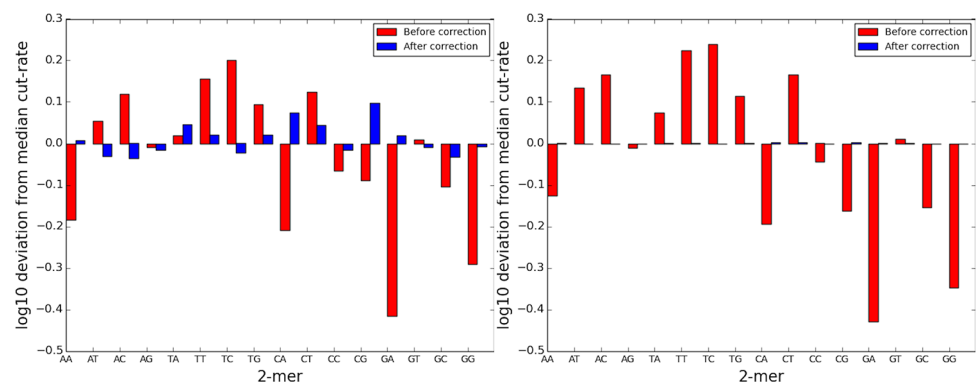 0.3
0.2
0.1
0.0
−0.1
−0.2
−0.3
−0.4
−0.5
log10 deviation from median cut-rate
Before correction
After correction
AA AT AC AG TA TT TC TG CA CT CC CG GA GT GC GG
2-mer
0.3
0.2
0.1
0.0
−0.1
−0.2
−0.3
−0.4
−0.5
log10 deviation from median cut-rate
Before correction
After correction
AA AT AC AG TA TT TC TG CA CT CC CG GA GT GC GG
2-mer